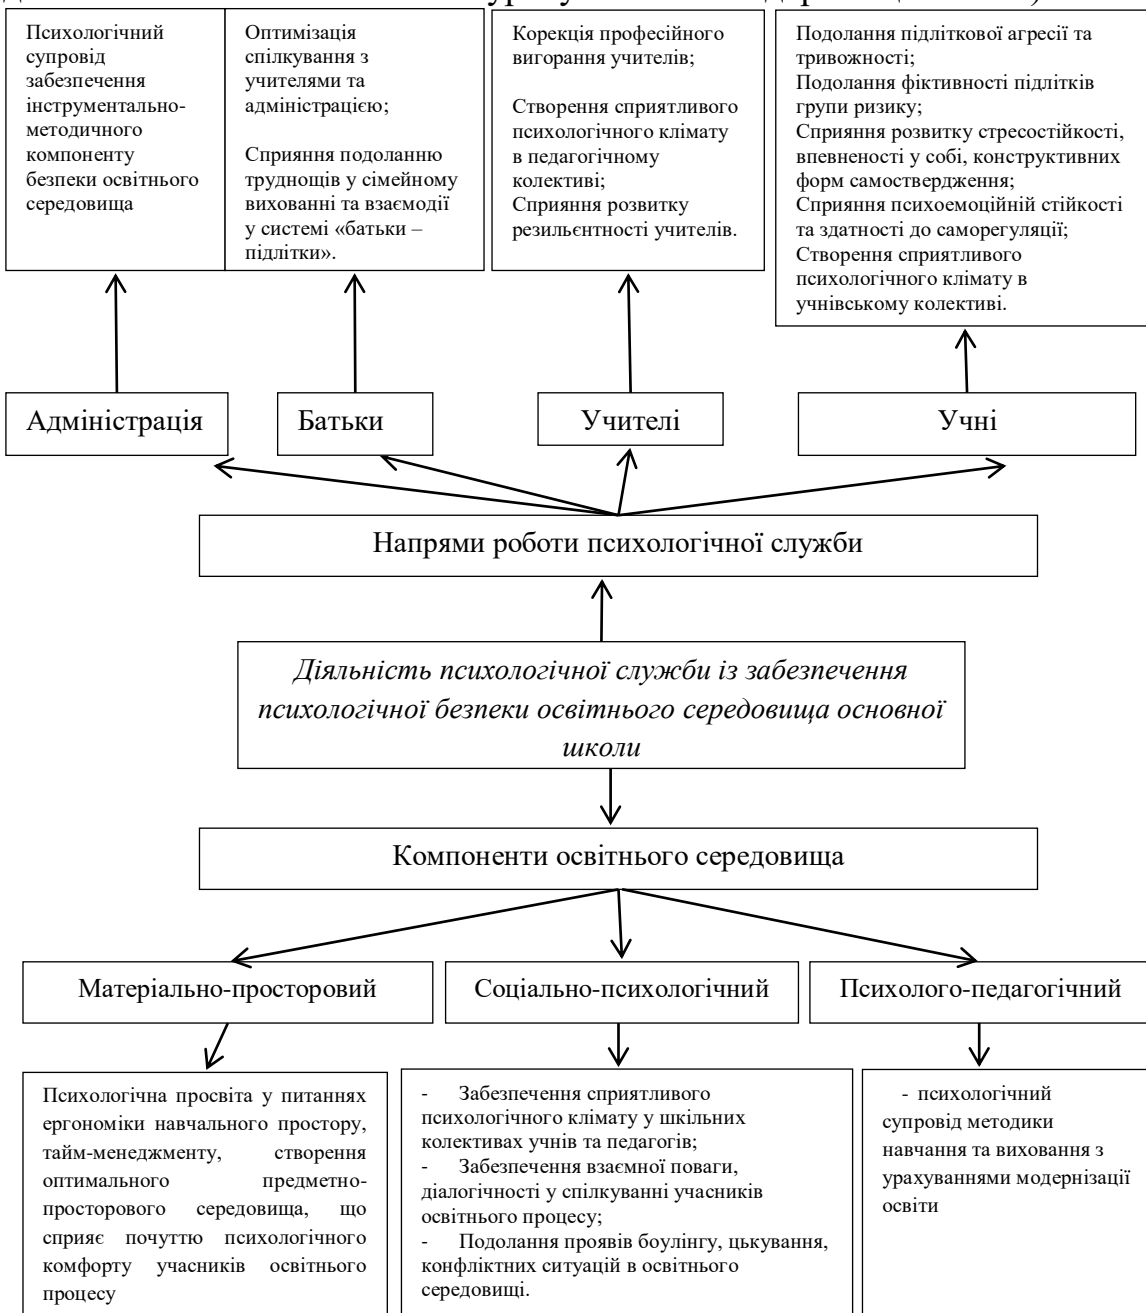 Психологічний
супровід
забезпечення
інструментально-
методичного
компоненту
безпеки освітнього
середовища
Оптимізація
спілкування з
учителями та
адміністрацією;
Сприяння подоланню
труднощів у сімейному
вихованні та взаємодії
у системі «батьки –
підлітки».
Корекція професійного
вигорання учителів;
Створення сприятливого
психологічного клімату
в педагогічному
колективі;
Сприяння розвитку
резильєнтності учителів.
Подолання підліткової агресії та
тривожності;
Подолання фіктивності підлітків
групи ризику;
Сприяння розвитку стресостійкості,
впевненості у собі, конструктивних
форм самоствердження;
Сприяння психоемоційній стійкості
та здатності до саморегуляції;
Створення сприятливого
психологічного клімату в
учнівському колективі.
Адміністрація
Батьки
Учителі
Учні
Напрями роботи психологічної служби
Діяльність психологічної служби із забезпечення
психологічної безпеки освітнього середовища основної
школи
Компоненти освітнього середовища
Матеріально-просторовий
Соціально-психологічний
Психолого-педагогічний
Психологічна просвіта у питаннях
ергономіки навчального простору,
тайм-менеджменту, створення
оптимального предметно-
просторового середовища, що
сприяє почуттю психологічного
комфорту учасників освітнього
процесу
- Забезпечення сприятливого
психологічного клімату у шкільних
колективах учнів та педагогів;
- Забезпечення взаємної поваги,
діалогічності у спілкуванні учасників
освітнього процесу;
- Подолання проявів боулінгу, цькування,
конфліктних ситуацій в освітнього
середовищі.
- психологічний
супровід методики
навчання та виховання з
урахуваннями модернізації
освіти